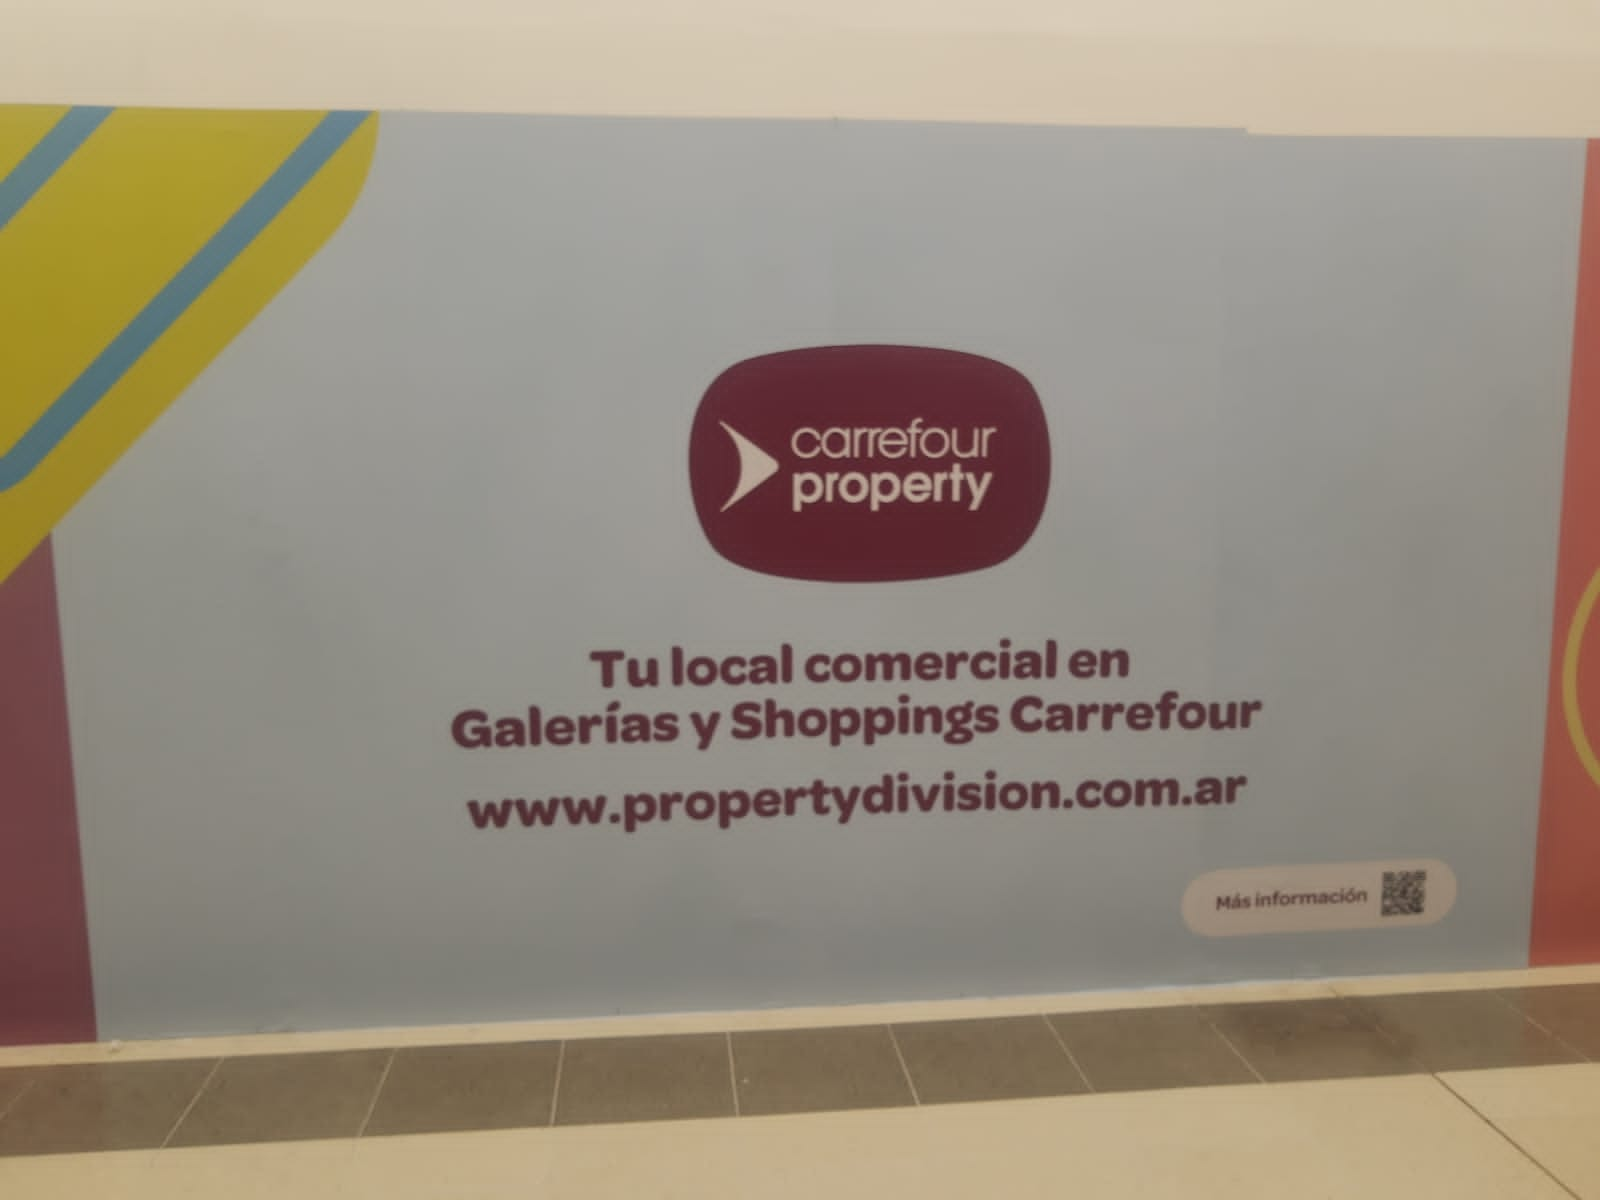 carrefour
property
Tu local comercial en
Galerías y Shoppings Carrefour
www.propertydivision.com.ar
Más información